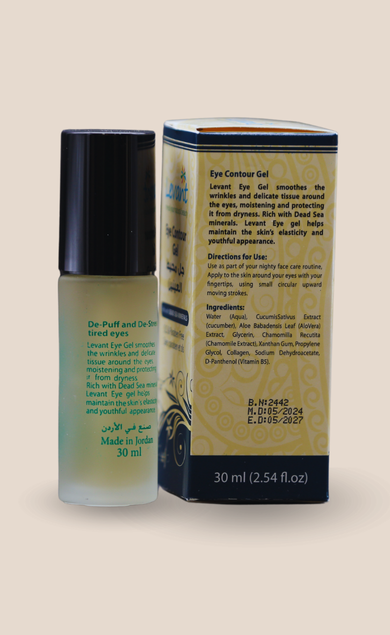 De-Puff and De-Stress
tired eyes
Levant Eye Gel smoothes
the wrinkles and delicate
tissue around the eyes,
moistening and protecting
it from dryness.
Rich with Dead Sea minerals
Levant Eye gel helps
maintain the skin's elasticity
and youthful appearance
صنع في الأردن
Made in Jordan
30 ml
Levant
Eye Contour
Gel
Eye Contour Gel
Levant Eye Gel smoothes the
wrinkles and delicate tissue around
the eyes, moistening and protecting
it from dryness. Rich with Dead Sea
minerals. Levant Eye gel helps
maintain the skin's elasticity and
youthful appearance.
Directions for Use:
Use as part of your nighty face care routine.
Apply to the skin around your eyes with your
fingertips, using small circular upward
moving strokes.
Ingredients:
Water (Aqua), CucumisSativus Extract
(cucumber), Aloe Babadensis Leaf (AloVera)
Extract, Glycerin, Chamomilla Recutita
(Chamomile Extract), Xanthan Gum, Propylene
Glycol, Collagen, Sodium Dehydroacetate,
D-Panthenol (Vitamin B5).
B.N:2442
M.D:05/2024
E.D:05/2027
30 ml (2.54 fl.oz)